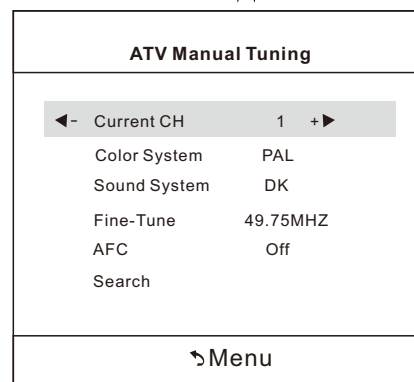 ATV Manual Tuning
◀- Current CH 1 +▶
Color System PAL
Sound System DK
Fine-Tune 49.75MHZ
AFC Off
Search
Menu